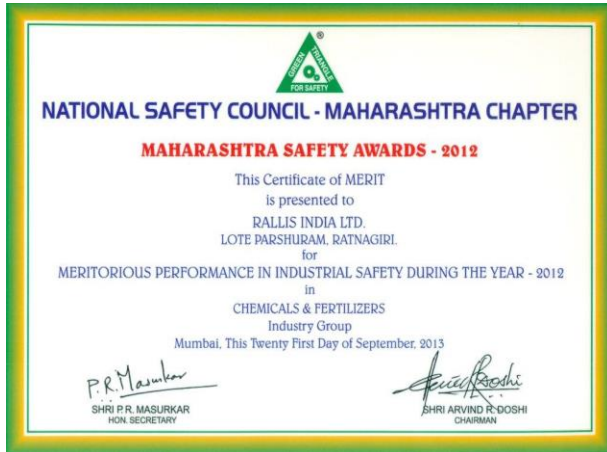 GREEN TRIANGLE
FOR SAFETY
®
NATIONAL SAFETY COUNCIL - MAHARASHTRA CHAPTER
MAHARASHTRA SAFETY AWARDS - 2012
This Certificate of MERIT
is presented to
RALLIS INDIA LTD.
LOTE PARSHURAM, RATNAGIRI.
for
MERITORIOUS PERFORMANCE IN INDUSTRIAL SAFETY DURING THE YEAR - 2012
in
CHEMICALS & FERTILIZERS
Industry Group
Mumbai, This Twenty First Day of September, 2013
P.R.Masurkar
SHRI P. R. MASURKAR
HON. SECRETARY
SHRI ARVIND R. DOSHI
CHAIRMAN